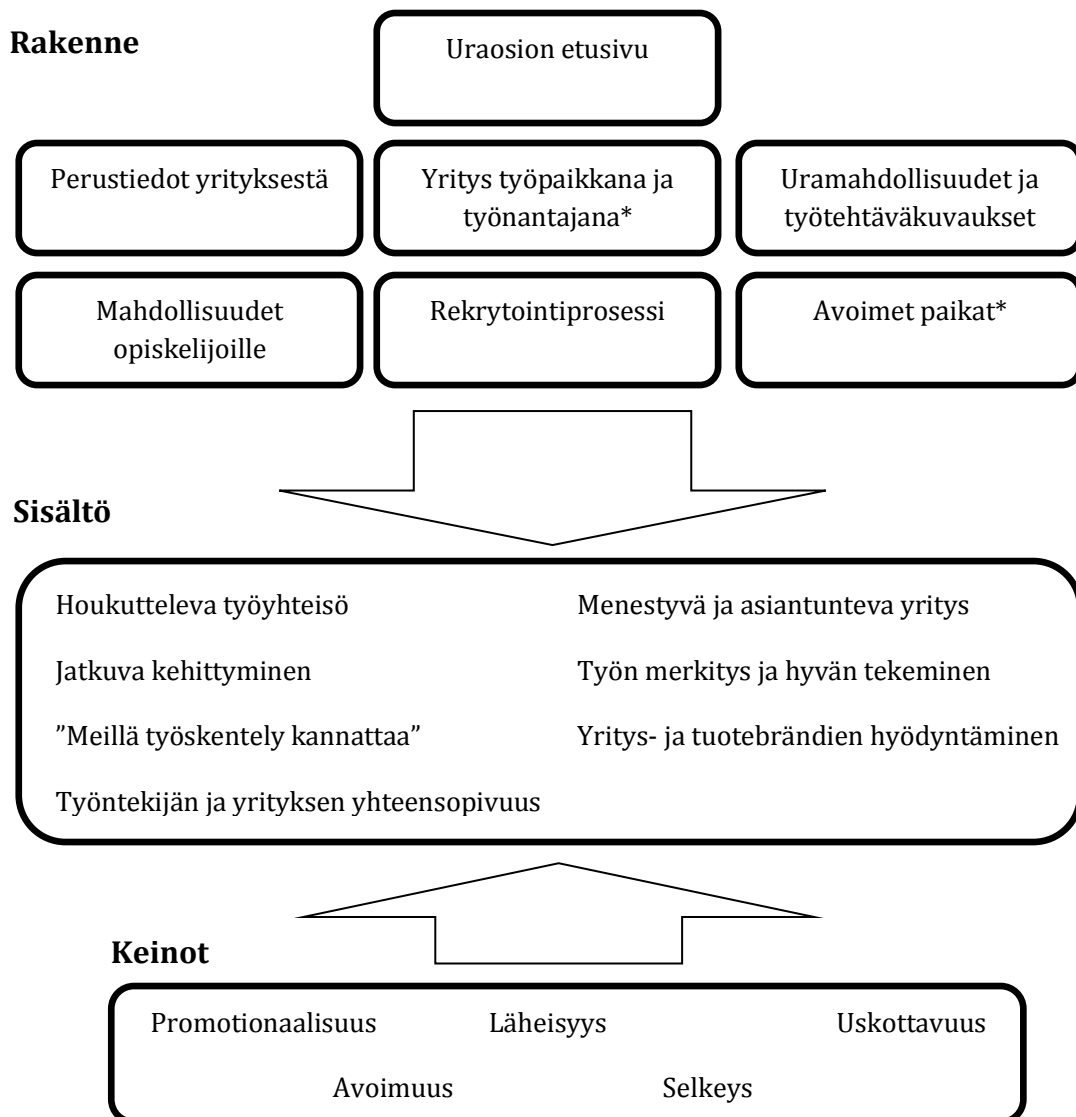 Rakenne
Uraosion etusivu
Perustiedot yrityksestä
Yritys työpaikkana ja
työnantajana*
Uramahdollisuudet ja
työtehtäväkuvaukset
Mahdollisuudet
opiskelijoille
Rekrytointiprosessi
Avoimet paikat*
Sisältö
Houkutteleva työyhteisö
Menestyvä ja asiantunteva yritys
Jatkuva kehittyminen
Työn merkitys ja hyvän tekeminen
”Meillä työskentely kannattaa”
Yritys- ja tuotebrändien hyödyntäminen
Työntekijän ja yrityksen yhteensopivuus
Keinot
Promotionaalisuus
Läheisyys
Uskottavuus
Avoimuus
Selkeys